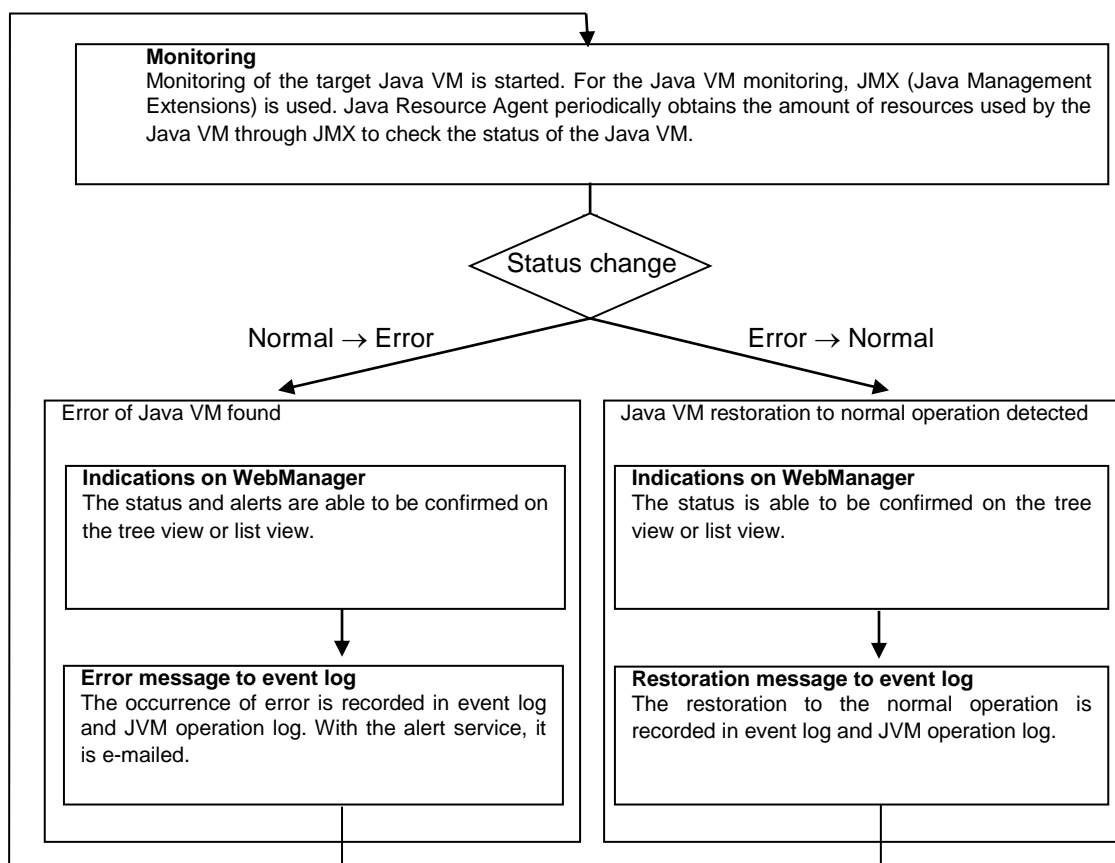 Monitoring
Monitoring of the target Java VM is started. For the Java VM monitoring, JMX (Java Management
Extensions) is used. Java Resource Agent periodically obtains the amount of resources used by the
Java VM through JMX to check the status of the Java VM.
Status change
Normal → Error
Error → Normal
Error of Java VM found
Indications on WebManager
The status and alerts are able to be confirmed on
the tree view or list view.
Error message to event log
The occurrence of error is recorded in event log
and JVM operation log. With the alert service, it
is e-mailed.
Java VM restoration to normal operation detected
Indications on WebManager
The status is able to be confirmed on the tree
view or list view.
Restoration message to event log
The restoration to the normal operation is
recorded in event log and JVM operation log.